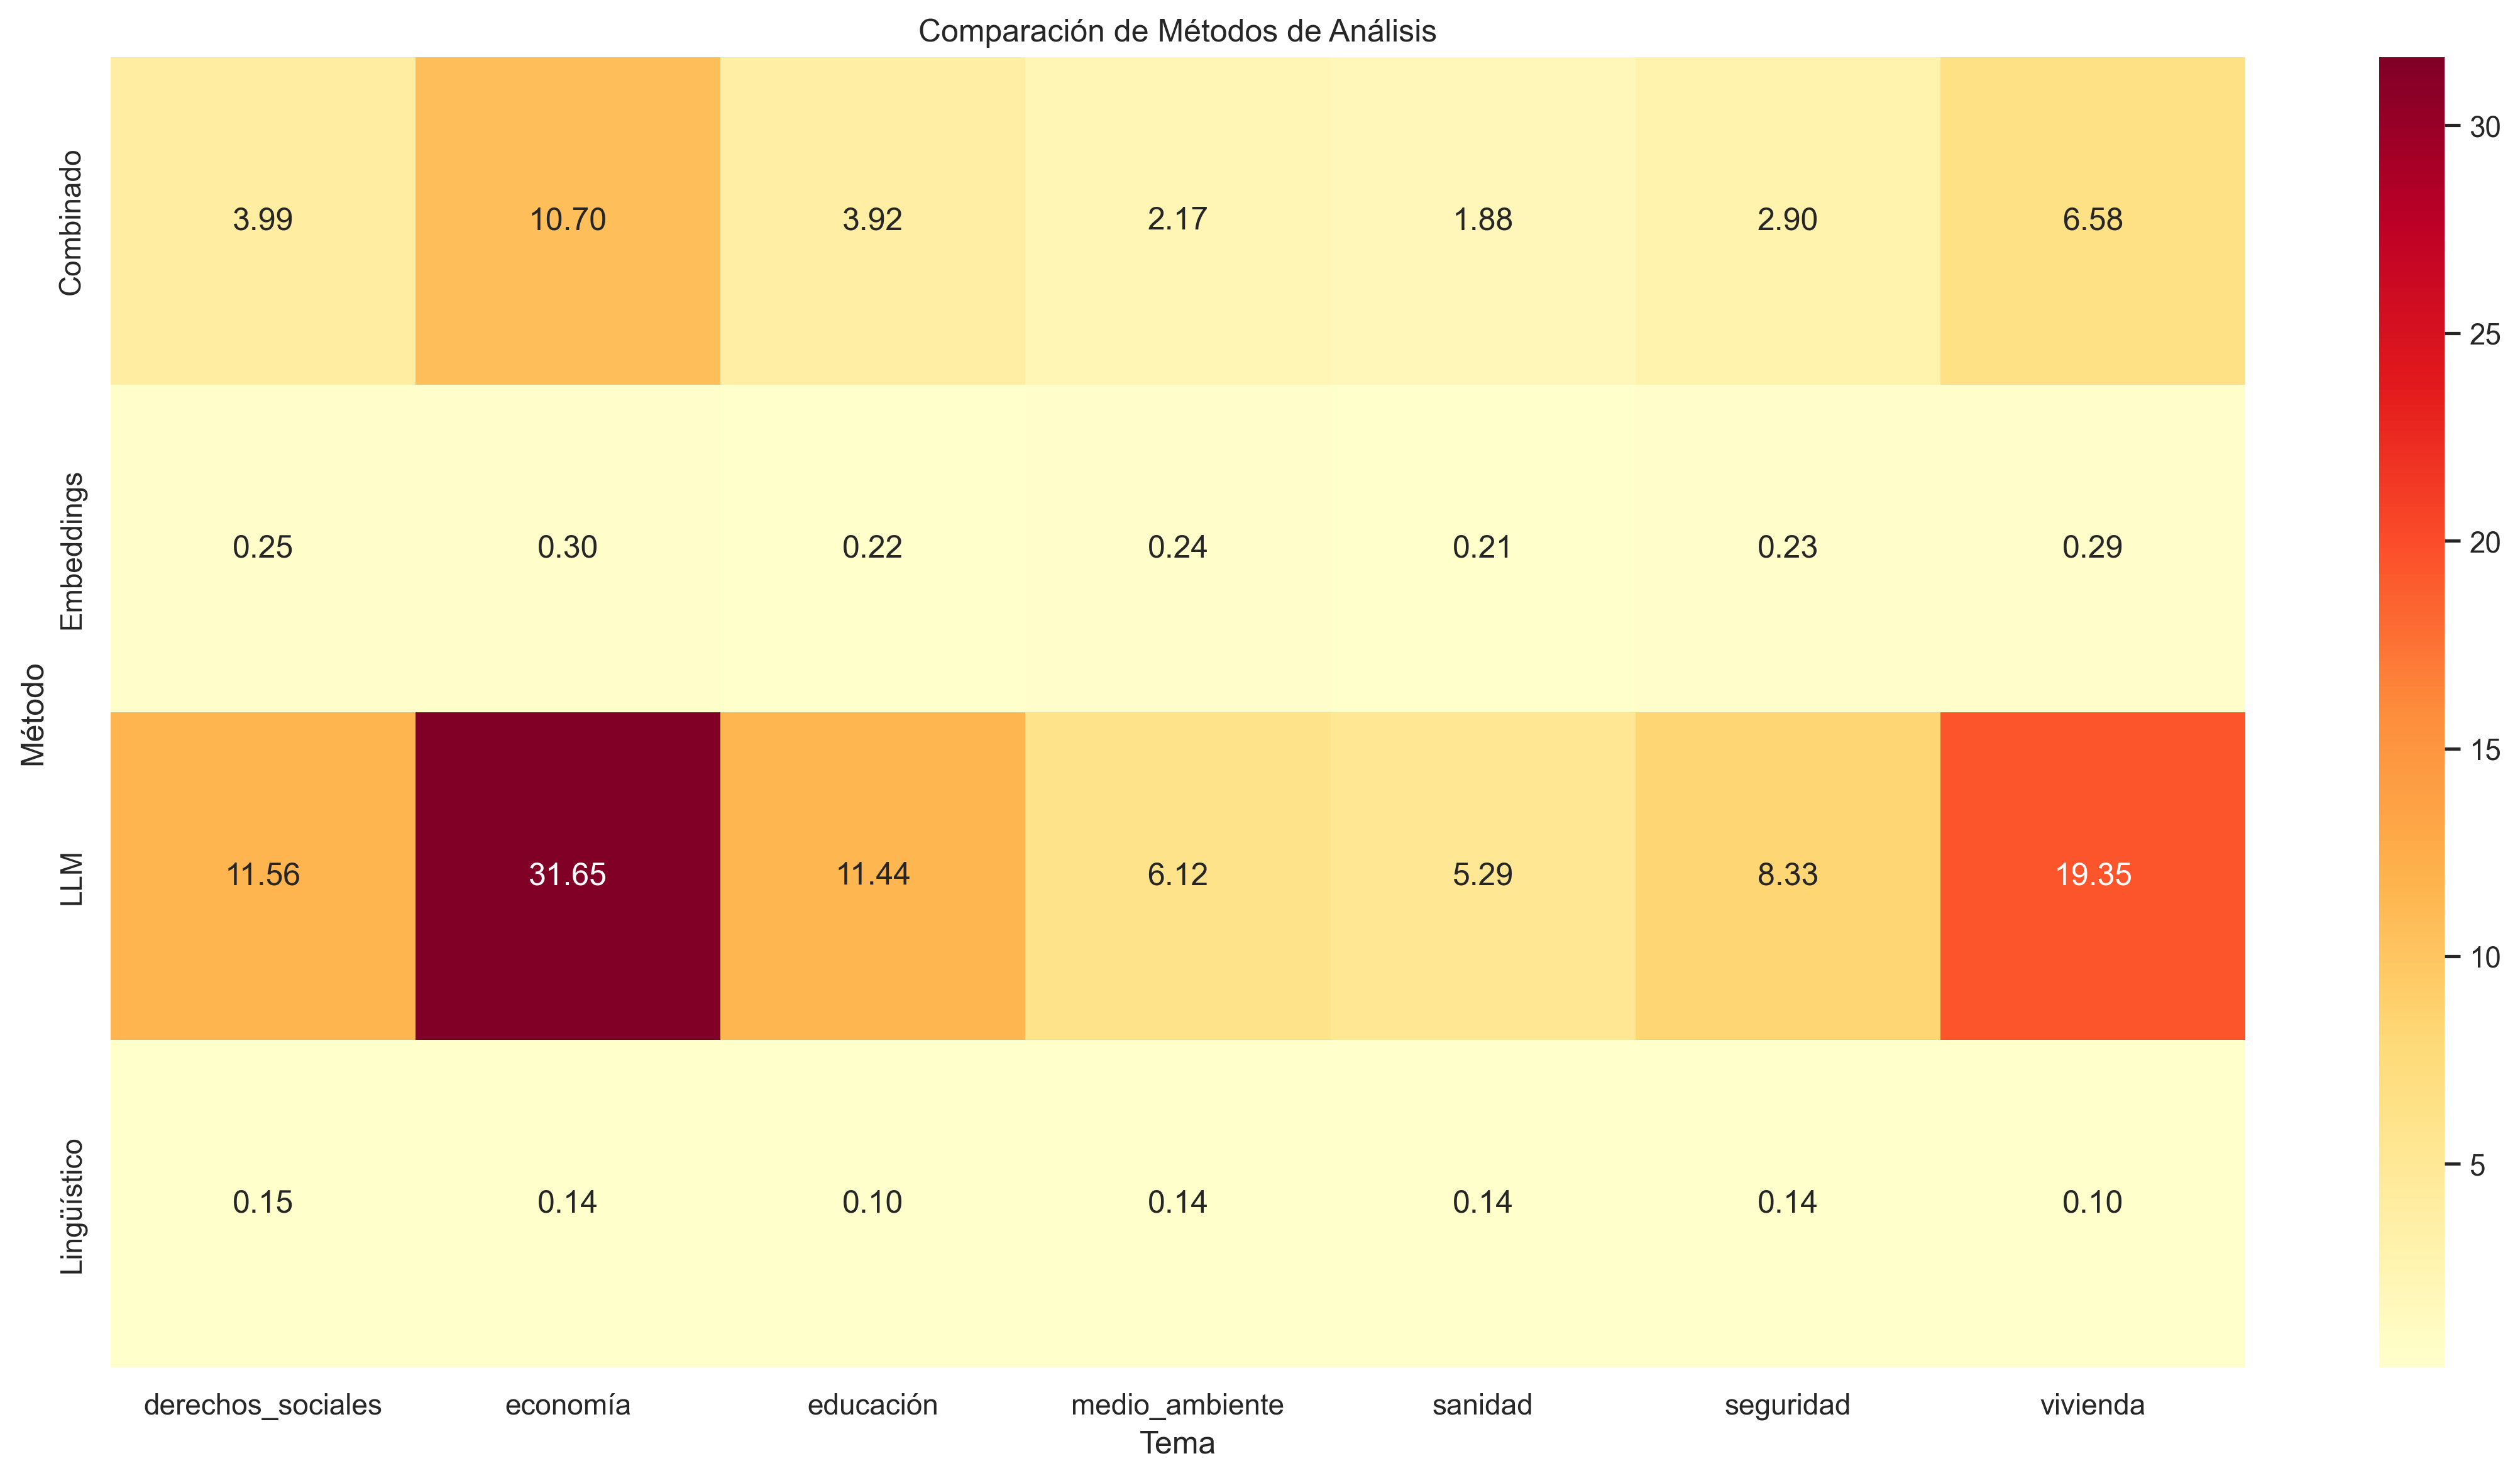 Comparación de Métodos de Análisis
Método
Combinado
3.99 10.70 3.92 2.17 1.88 2.90 6.58
Embeddings
0.25 0.30 0.22 0.24 0.21 0.23 0.29
LLM
11.56 31.65 11.44 6.12 5.29 8.33 19.35
Lingüístico
0.15 0.14 0.10 0.14 0.14 0.14 0.10
derechos_sociales economía educación medio_ambiente sanidad seguridad vivienda
Tema
30
25
20
15
10
5